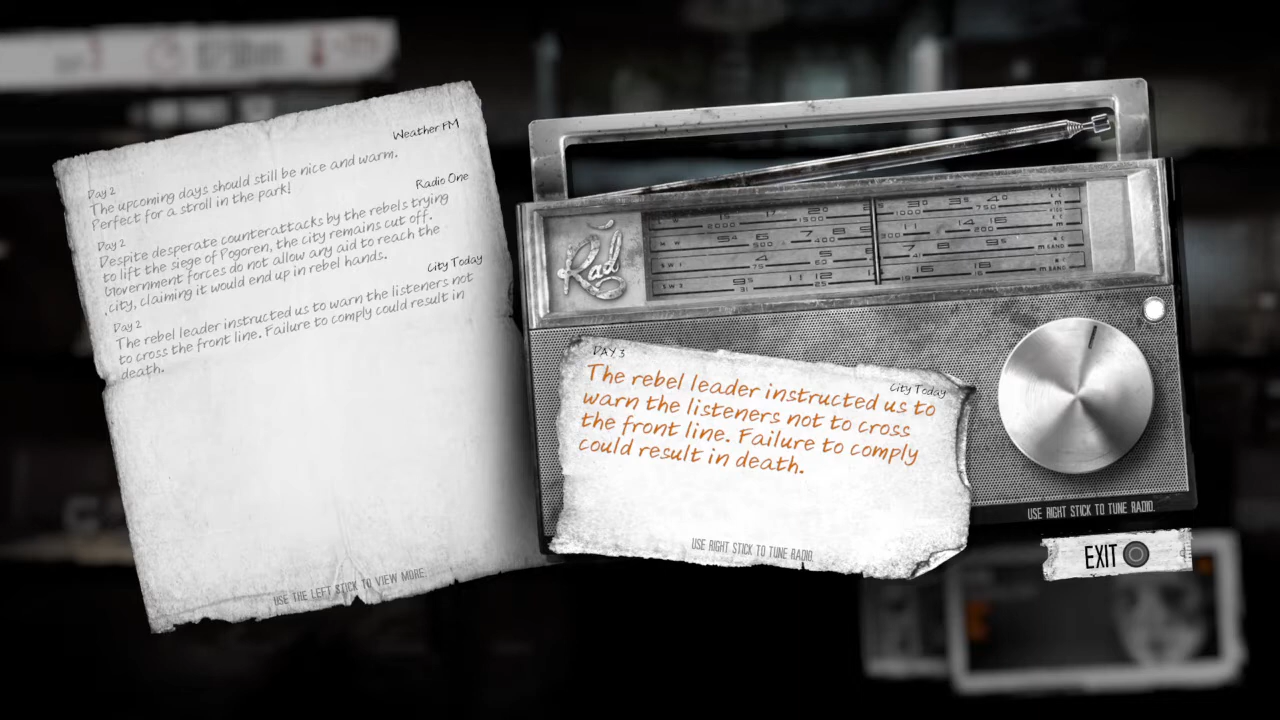 Weather FM
Day 2
The upcoming days should still be nice and warm.
Perfect for a stroll in the park!
Radio One
Day 2
Despite desperate counterattacks by the rebels trying
to lift the siege of Pogoren, the city remains cut off.
Government forces do not allow any aid to reach the
city, claiming it would end up in rebel hands.
City Today
Day 2
The rebel leader instructed us to warn the listeners not
to cross the front line. Failure to comply could result in
death.
USE THE LEFT STICK TO VIEW MORE.
Rad
DAY 3
City Today
The rebel leader instructed us to
warn the listeners not to cross
the front line. Failure to comply
could result in death.
USE RIGHT STICK TO TUNE RADIO.
USE RIGHT STICK TO TUNE RADIO.
EXIT